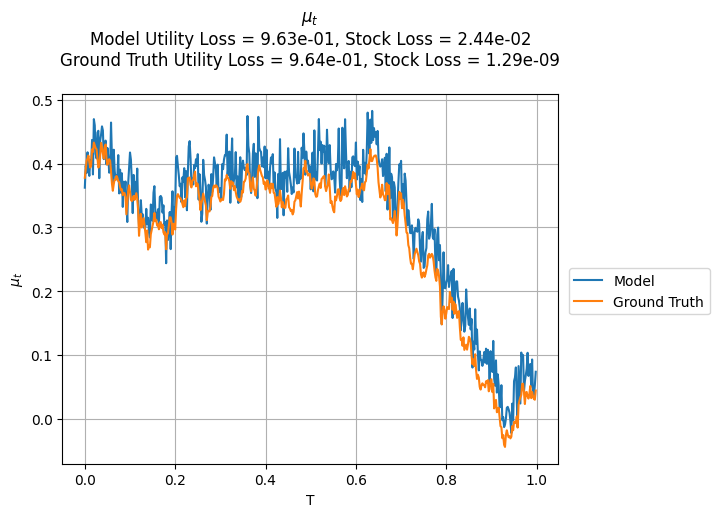 μt
Model Utility Loss = 9.63e-01, Stock Loss = 2.44e-02
Ground Truth Utility Loss = 9.64e-01, Stock Loss = 1.29e-09
0.5
0.4
0.3
0.2
0.1
0.0
μt
0.0 0.2 0.4 0.6 0.8 1.0
T
Model
Ground Truth